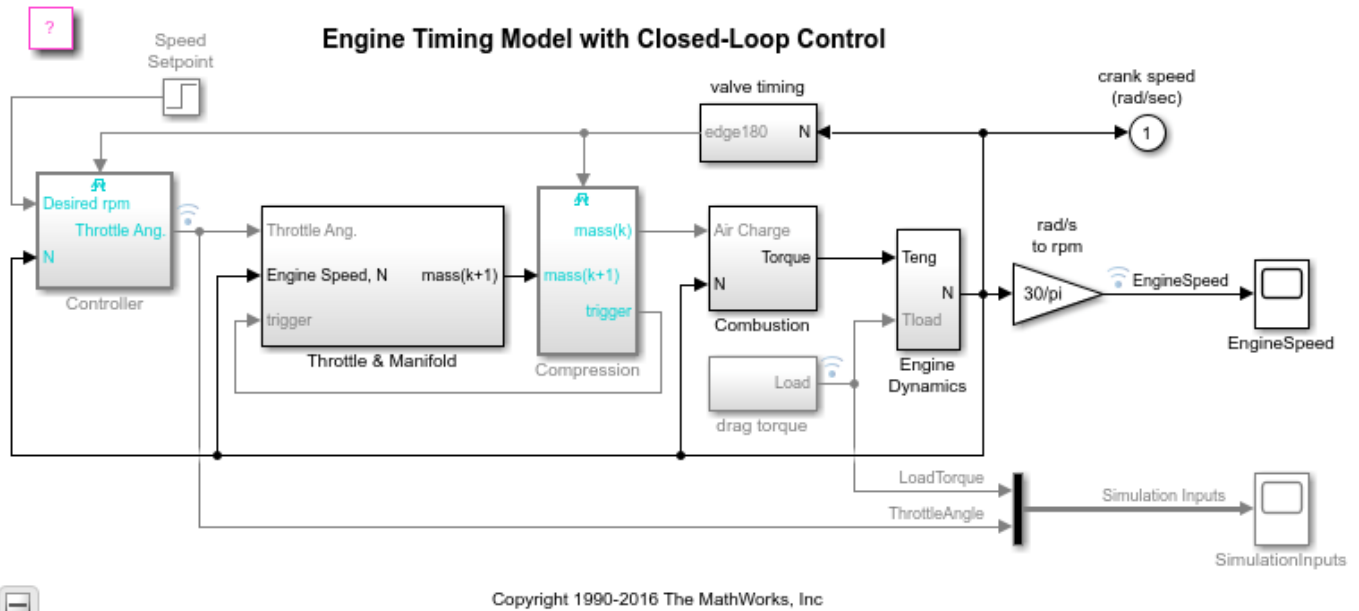 ?
Speed
Setpoint
Engine Timing Model with Closed-Loop Control
valve timing
edge180 N
crank speed
(rad/sec)
1
Desired rpm
Throttle Ang.
N
Controller
Throttle Ang.
Engine Speed, N mass(k+1)
trigger
Throttle & Manifold
mass(k)
mass(k+1)
trigger
Compression
Air Charge
Torque
N
Combustion
Load
drag torque
Teng
N
Tload
Engine
Dynamics
rad/s
to rpm
30/pi
EngineSpeed
EngineSpeed
LoadTorque
ThrottleAngle
Simulation Inputs
SimulationInputs
Copyright 1990-2016 The MathWorks, Inc